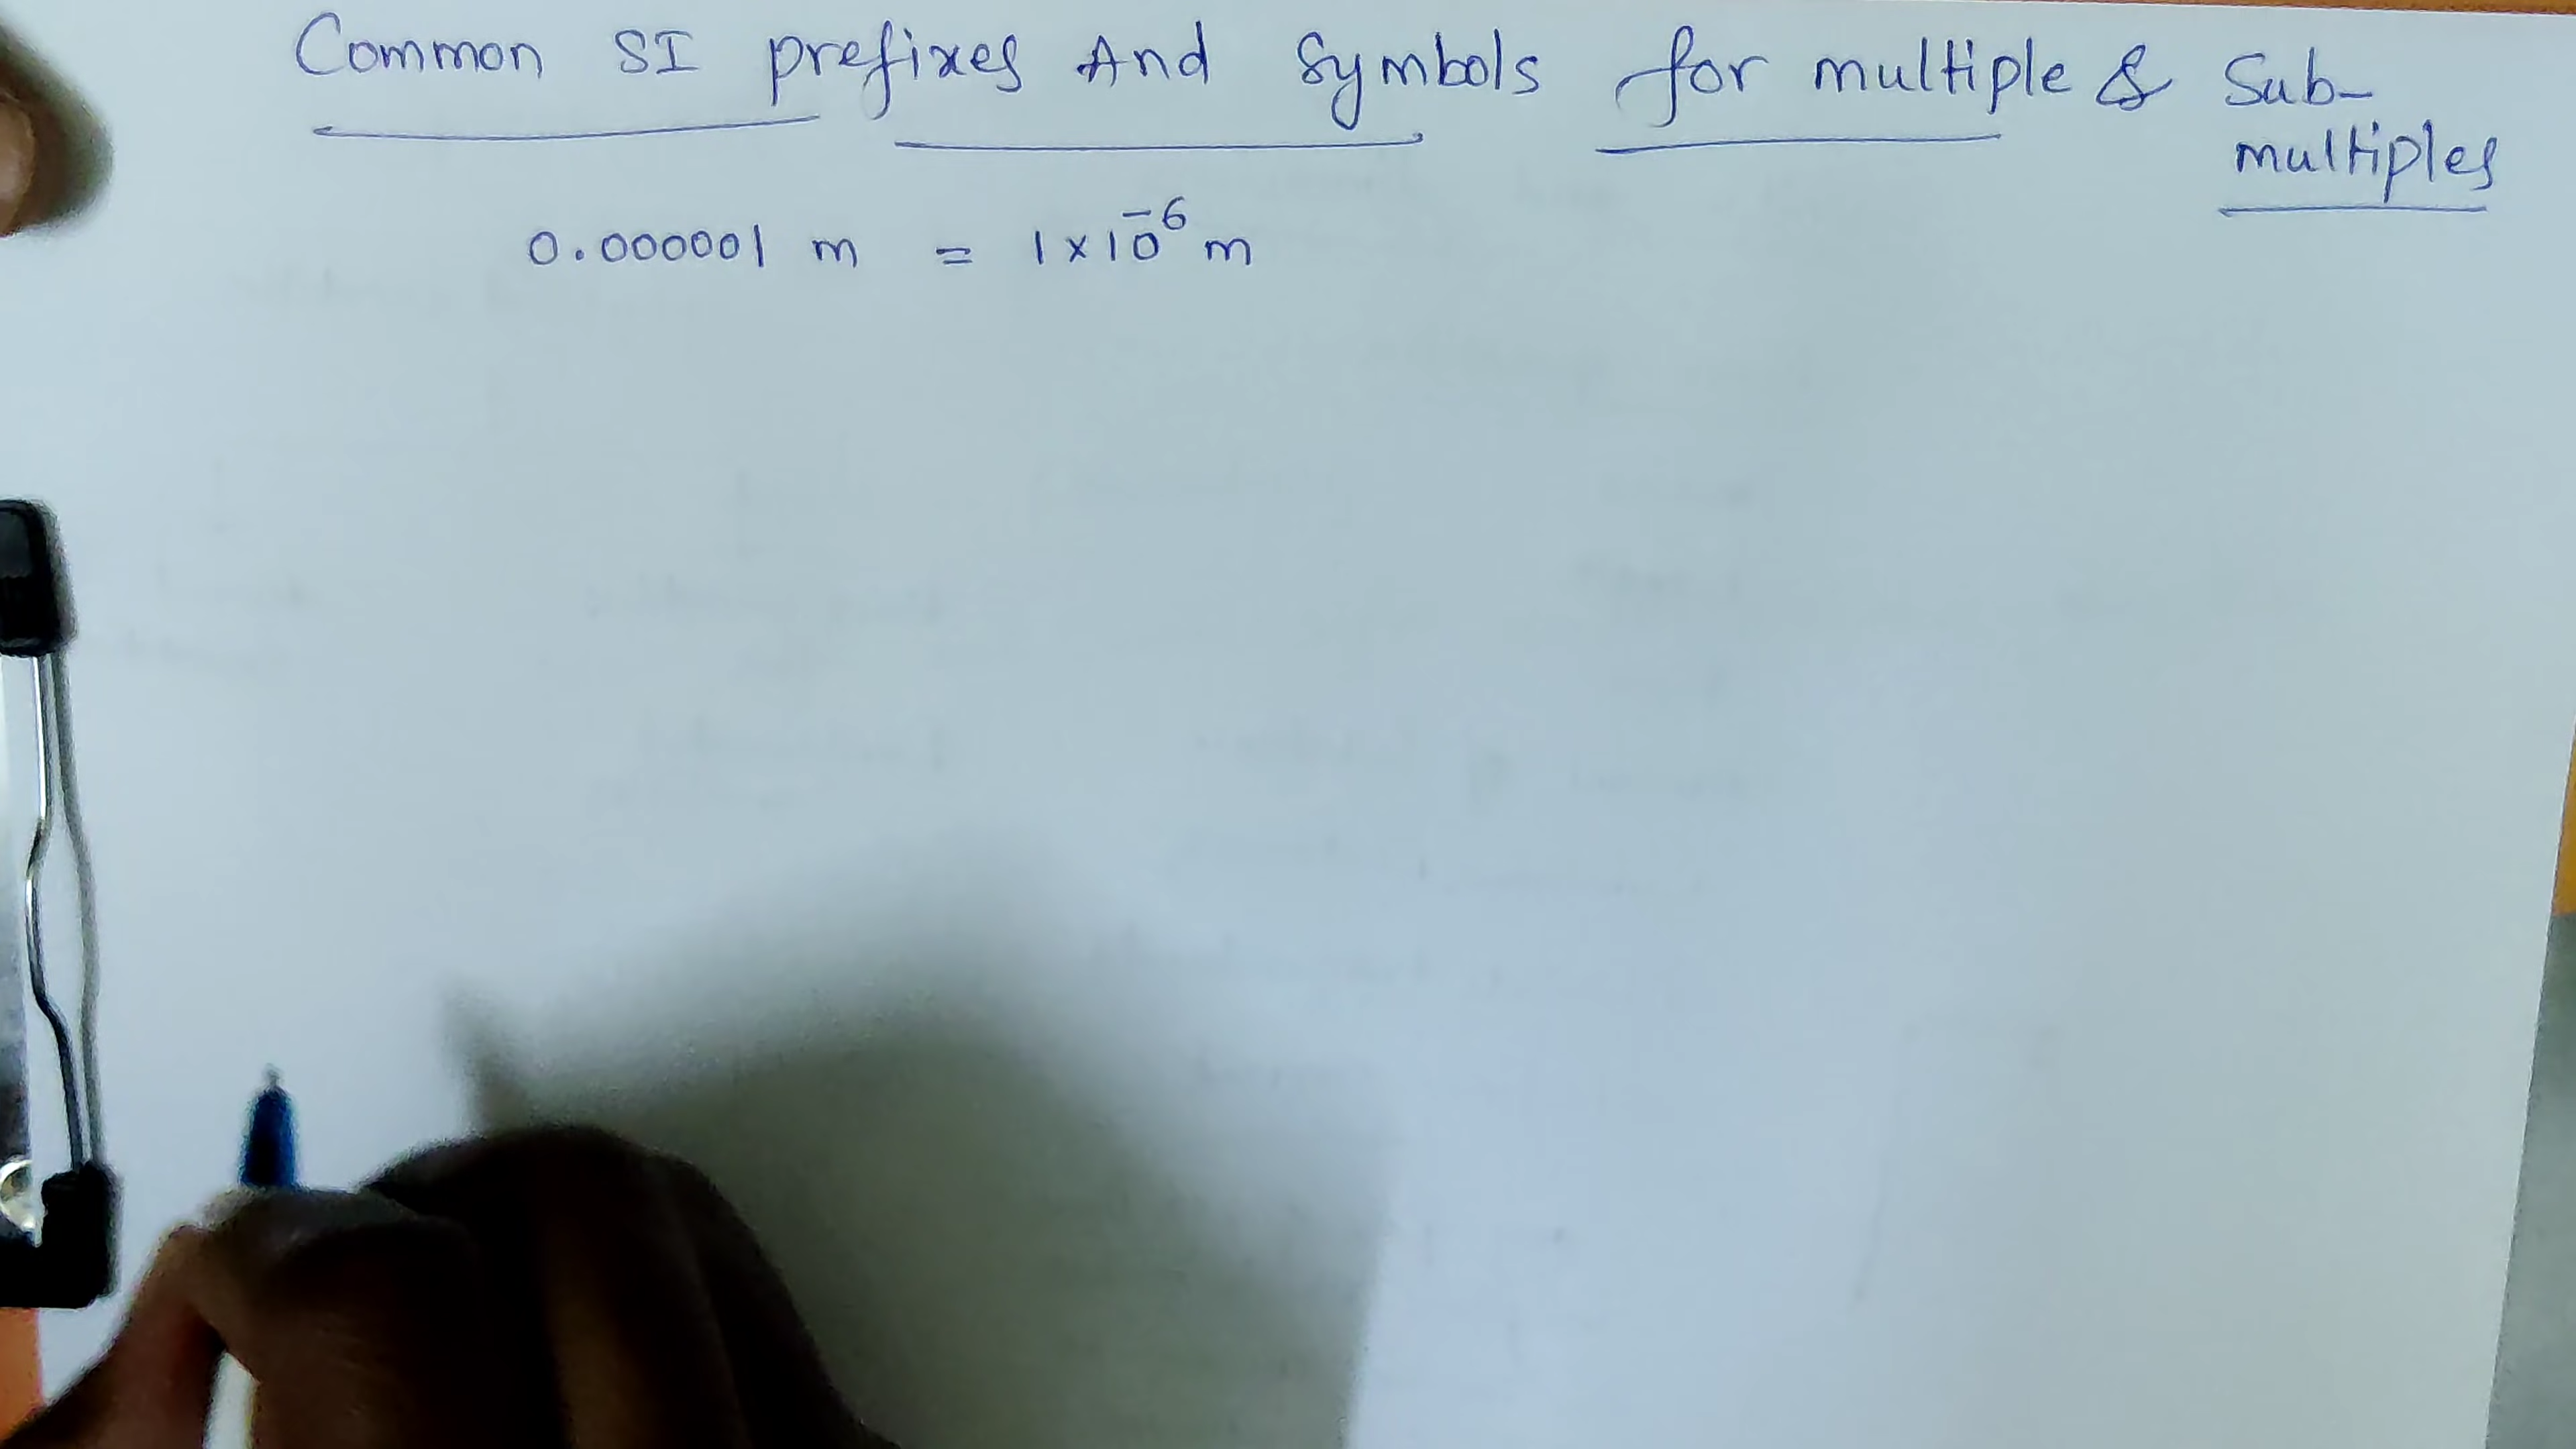 Common SI prefixes And Symbols for multiple & Sub-
multiples
0.000001 m = 1 × 10⁻⁶ m